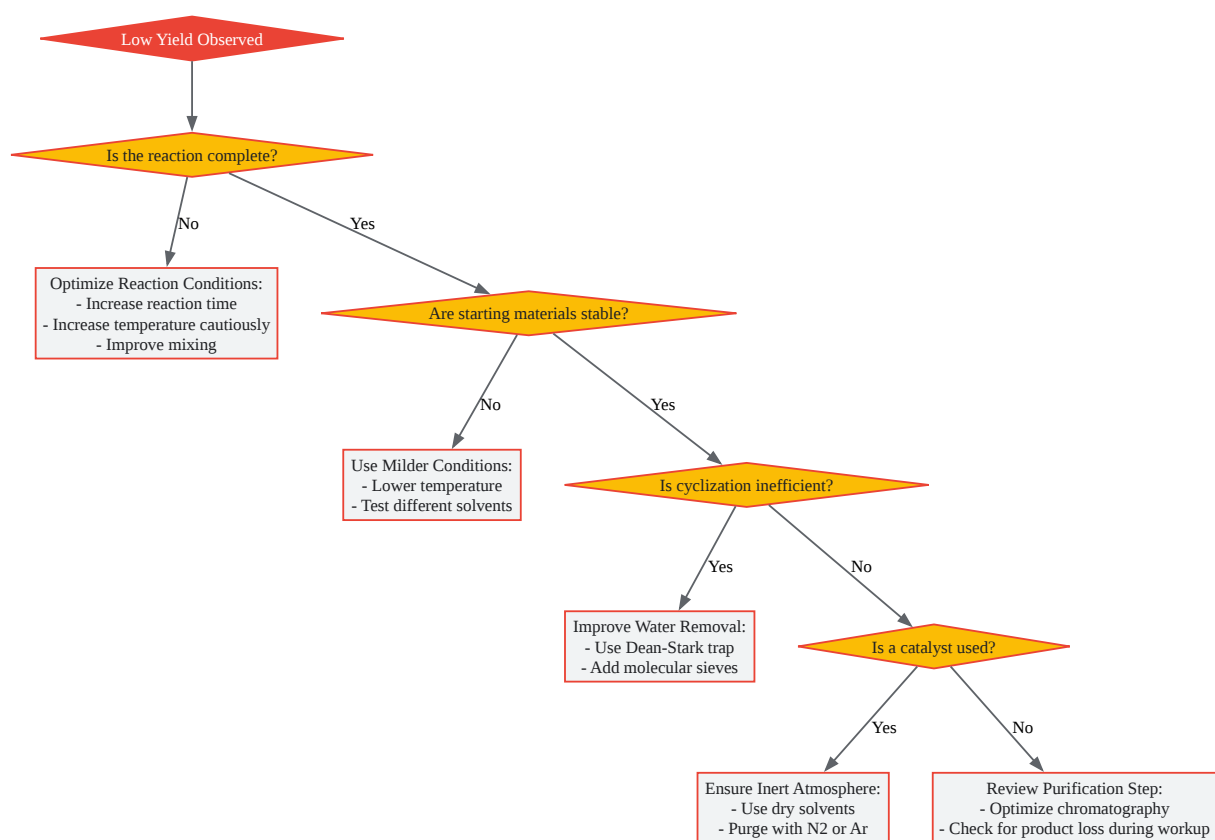 Low Yield Observed
Is the reaction complete?
No
Yes
Optimize Reaction Conditions:
- Increase reaction time
- Increase temperature cautiously
- Improve mixing
Are starting materials stable?
No
Yes
Use Milder Conditions:
- Lower temperature
- Test different solvents
Is cyclization inefficient?
Yes
No
Improve Water Removal:
- Use Dean-Stark trap
- Add molecular sieves
Is a catalyst used?
Yes
No
Ensure Inert Atmosphere:
- Use dry solvents
- Purge with N2 or Ar
Review Purification Step:
- Optimize chromatography
- Check for product loss during workup